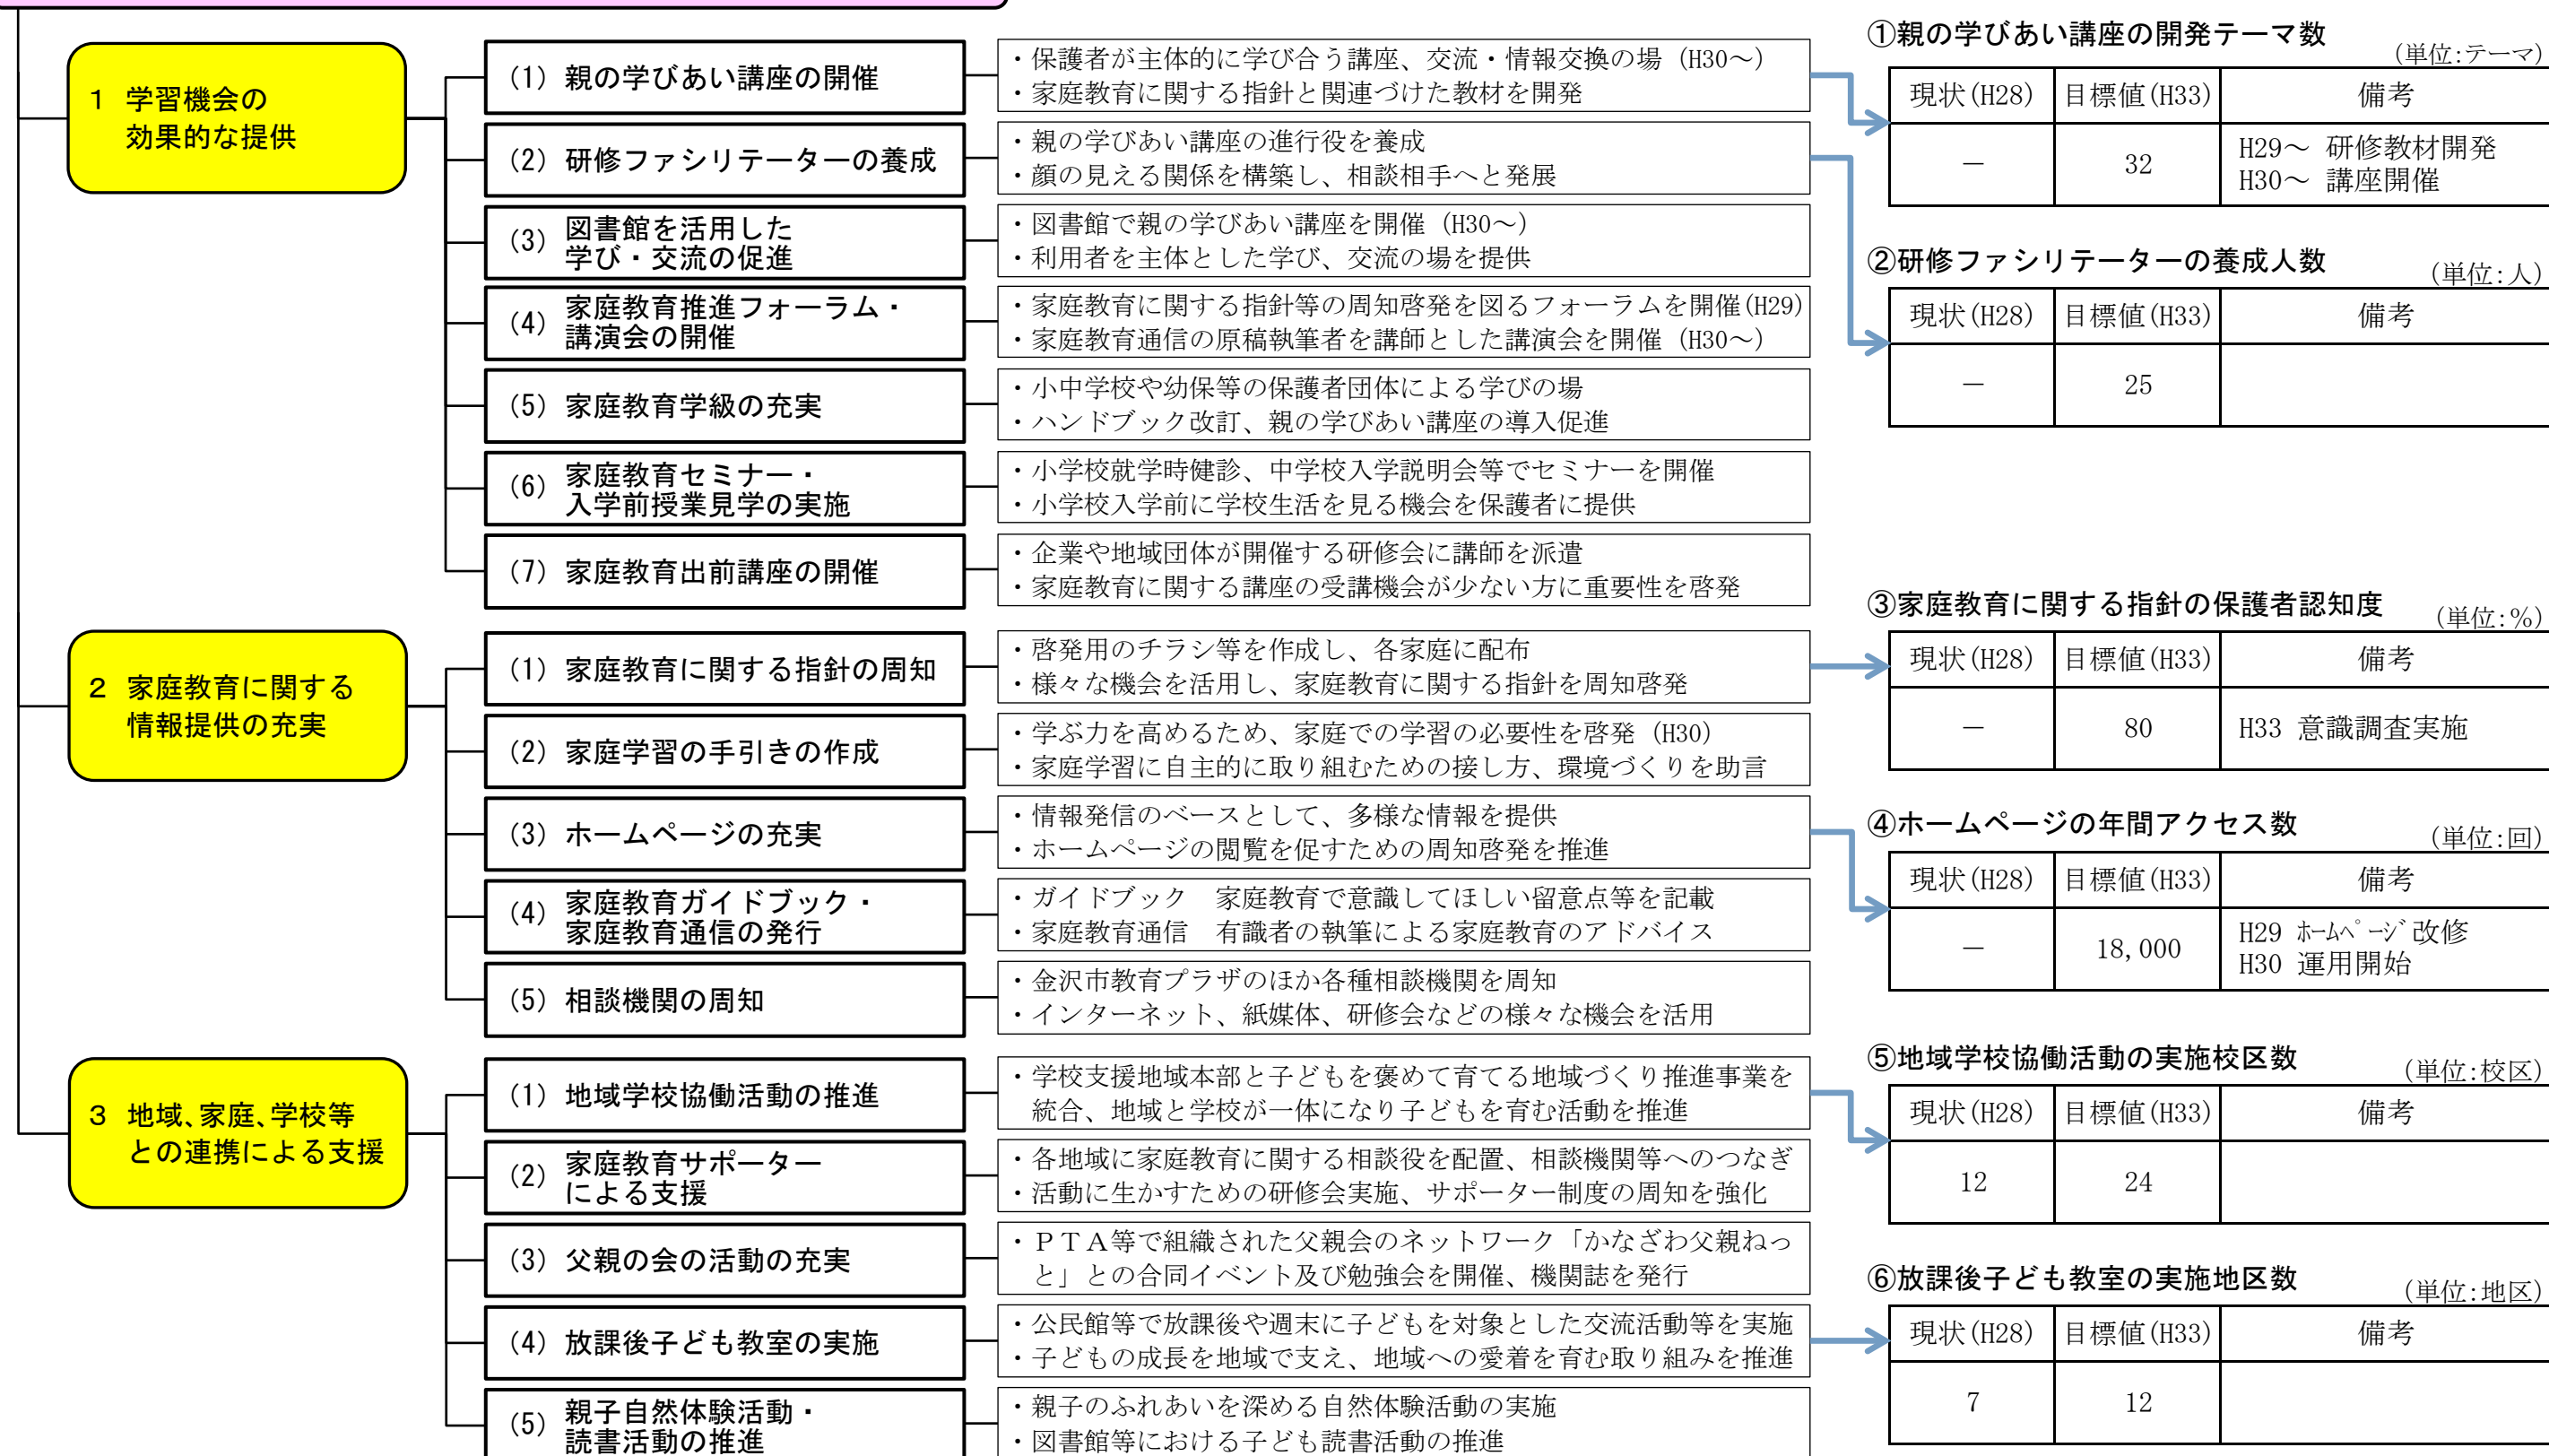 1 学習機会の
効果的な提供
(1) 親の学びあい講座の開催
・保護者が主体的に学び合う講座、交流・情報交換の場 (H30～)
・家庭教育に関する指針と関連づけた教材を開発
(2) 研修ファシリテーターの養成
・親の学びあい講座の進行役を養成
・顔の見える関係を構築し、相談相手へと発展
(3) 図書館を活用した
学び・交流の促進
・図書館で親の学びあい講座を開催 (H30～)
・利用者を主体とした学び、交流の場を提供
(4) 家庭教育推進フォーラム・
講演会の開催
・家庭教育に関する指針等の周知啓発を図るフォーラムを開催(H29)
・家庭教育通信の原稿執筆者を講師とした講演会を開催 (H30～)
(5) 家庭教育学級の充実
・小中学校や幼保等の保護者団体による学びの場
・ハンドブック改訂、親の学びあい講座の導入促進
(6) 家庭教育セミナー・
入学前授業見学の実施
・小学校就学時健診、中学校入学説明会等でセミナーを開催
・小学校入学前に学校生活を見る機会を保護者に提供
(7) 家庭教育出前講座の開催
・企業や地域団体が開催する研修会に講師を派遣
・家庭教育に関する講座の受講機会が少ない方に重要性を啓発
2 家庭教育に関する
情報提供の充実
(1) 家庭教育に関する指針の周知
・啓発用のチラシ等を作成し、各家庭に配布
・様々な機会を活用し、家庭教育に関する指針を周知啓発
(2) 家庭学習の手引きの作成
・学ぶ力を高めるため、家庭での学習の必要性を啓発 (H30)
・家庭学習に自主的に取り組むための接し方、環境づくりを助言
(3) ホームページの充実
・情報発信のベースとして、多様な情報を提供
・ホームページの閲覧を促すための周知啓発を推進
(4) 家庭教育ガイドブック・
家庭教育通信の発行
・ガイドブック　家庭教育で意識してほしい留意点等を記載
・家庭教育通信　有識者の執筆による家庭教育のアドバイス
(5) 相談機関の周知
・金沢市教育プラザのほか各種相談機関を周知
・インターネット、紙媒体、研修会などの様々な機会を活用
3 地域、家庭、学校等
との連携による支援
(1) 地域学校協働活動の推進
・学校支援地域本部と子どもを褒めて育てる地域づくり推進事業を
統合、地域と学校が一体になり子どもを育む活動を推進
(2) 家庭教育サポーター
による支援
・各地域に家庭教育に関する相談役を配置、相談機関等へのつなぎ
・活動に生かすための研修会実施、サポーター制度の周知を強化
(3) 父親の会の活動の充実
・ＰＴＡ等で組織された父親会のネットワーク「かなざわ父親ねっ
と」との合同イベント及び勉強会を開催、機関誌を発行
(4) 放課後子ども教室の実施
・公民館等で放課後や週末に子どもを対象とした交流活動等を実施
・子どもの成長を地域で支え、地域への愛着を育む取り組みを推進
(5) 親子自然体験活動・
読書活動の推進
・親子のふれあいを深める自然体験活動の実施
・図書館等における子ども読書活動の推進
①親の学びあい講座の開発テーマ数 (単位:テーマ)
現状(H28) 目標値(H33) 備考
－ 32 H29～ 研修教材開発
H30～ 講座開催
②研修ファシリテーターの養成人数 (単位:人)
現状(H28) 目標値(H33) 備考
－ 25
③家庭教育に関する指針の保護者認知度 (単位:%)
現状(H28) 目標値(H33) 備考
－ 80 H33 意識調査実施
④ホームページの年間アクセス数 (単位:回)
現状(H28) 目標値(H33) 備考
－ 18,000 H29 ﾎｰﾑﾍﾟｰｼﾞ改修
H30 運用開始
⑤地域学校協働活動の実施校区数 (単位:校区)
現状(H28) 目標値(H33) 備考
12 24
⑥放課後子ども教室の実施地区数 (単位:地区)
現状(H28) 目標値(H33) 備考
7 12